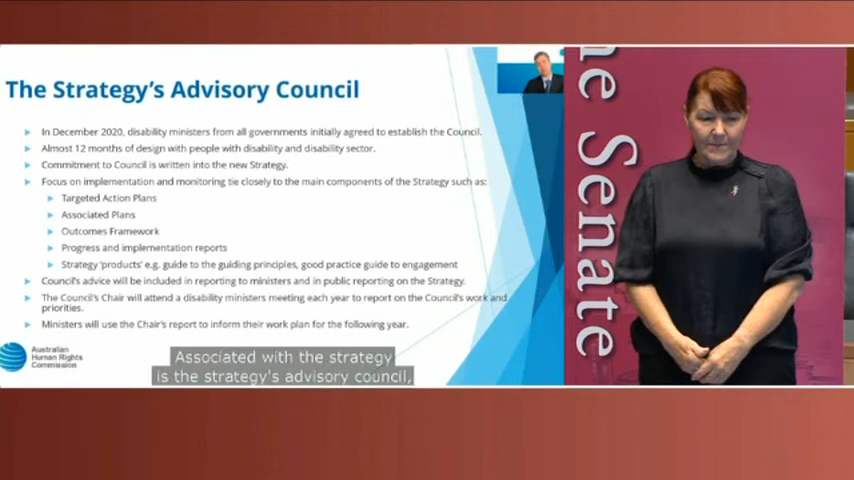 The Strategy's Advisory Council
In December 2020, disability ministers from all governments initially agreed to establish the Council.
Almost 12 months of design with people with disability and disability sector.
Commitment to Council is written into the new Strategy.
Focus on implementation and monitoring tie closely to the main components of the Strategy such as:
Targeted Action Plans
Associated Plans
Outcomes Framework
Progress and implementation reports
Strategy 'products' e.g. guide to the guiding principles, good practice guide to engagement
Council's advice will be included in reporting to ministers and in public reporting on the Strategy.
The Council's Chair will attend a disability ministers meeting each year to report on the Council's work and
priorities.
Ministers will use the Chair's report to inform their work plan for the following year.
Australian
Human Rights
Commission
Associated with the strategy
is the strategy's advisory council,
he Senate